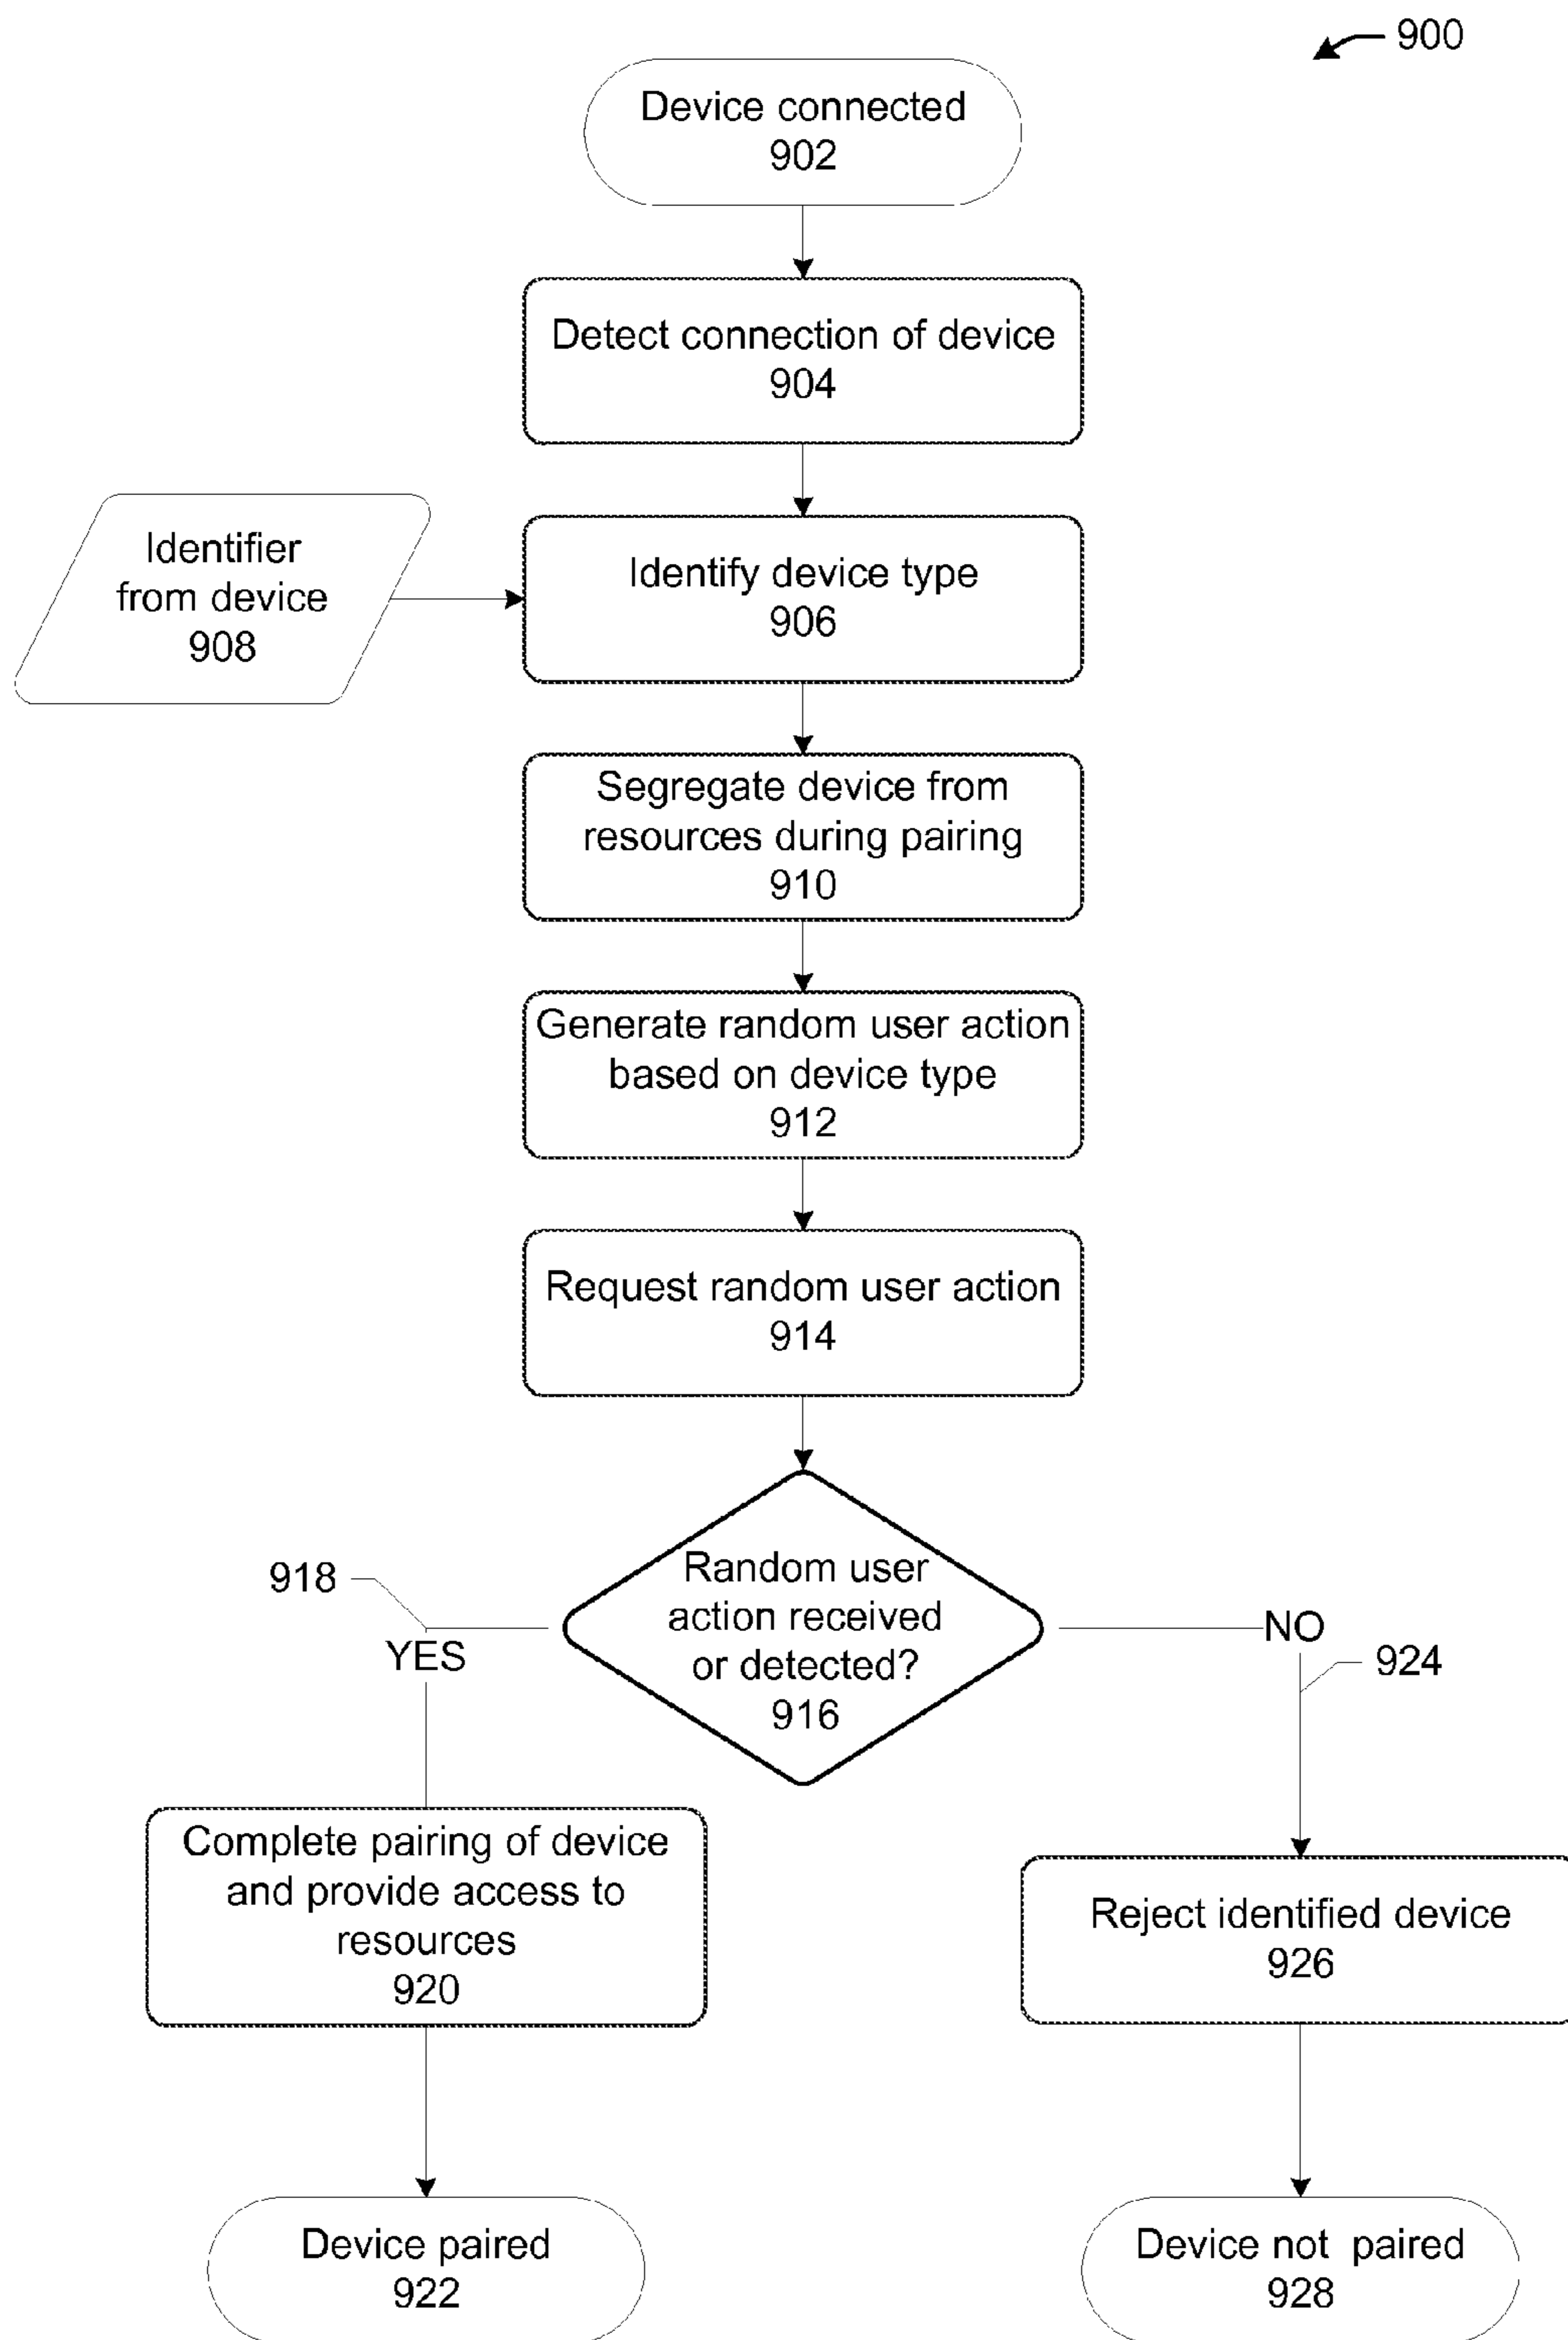 900
Device connected
902
Detect connection of device
904
Identifier
from device
908
Identify device type
906
Segregate device from
resources during pairing
910
Generate random user action
based on device type
912
Request random user action
914
Random user
action received
or detected?
916
918
YES
NO
924
Complete pairing of device
and provide access to
resources
920
Reject identified device
926
Device paired
922
Device not paired
928